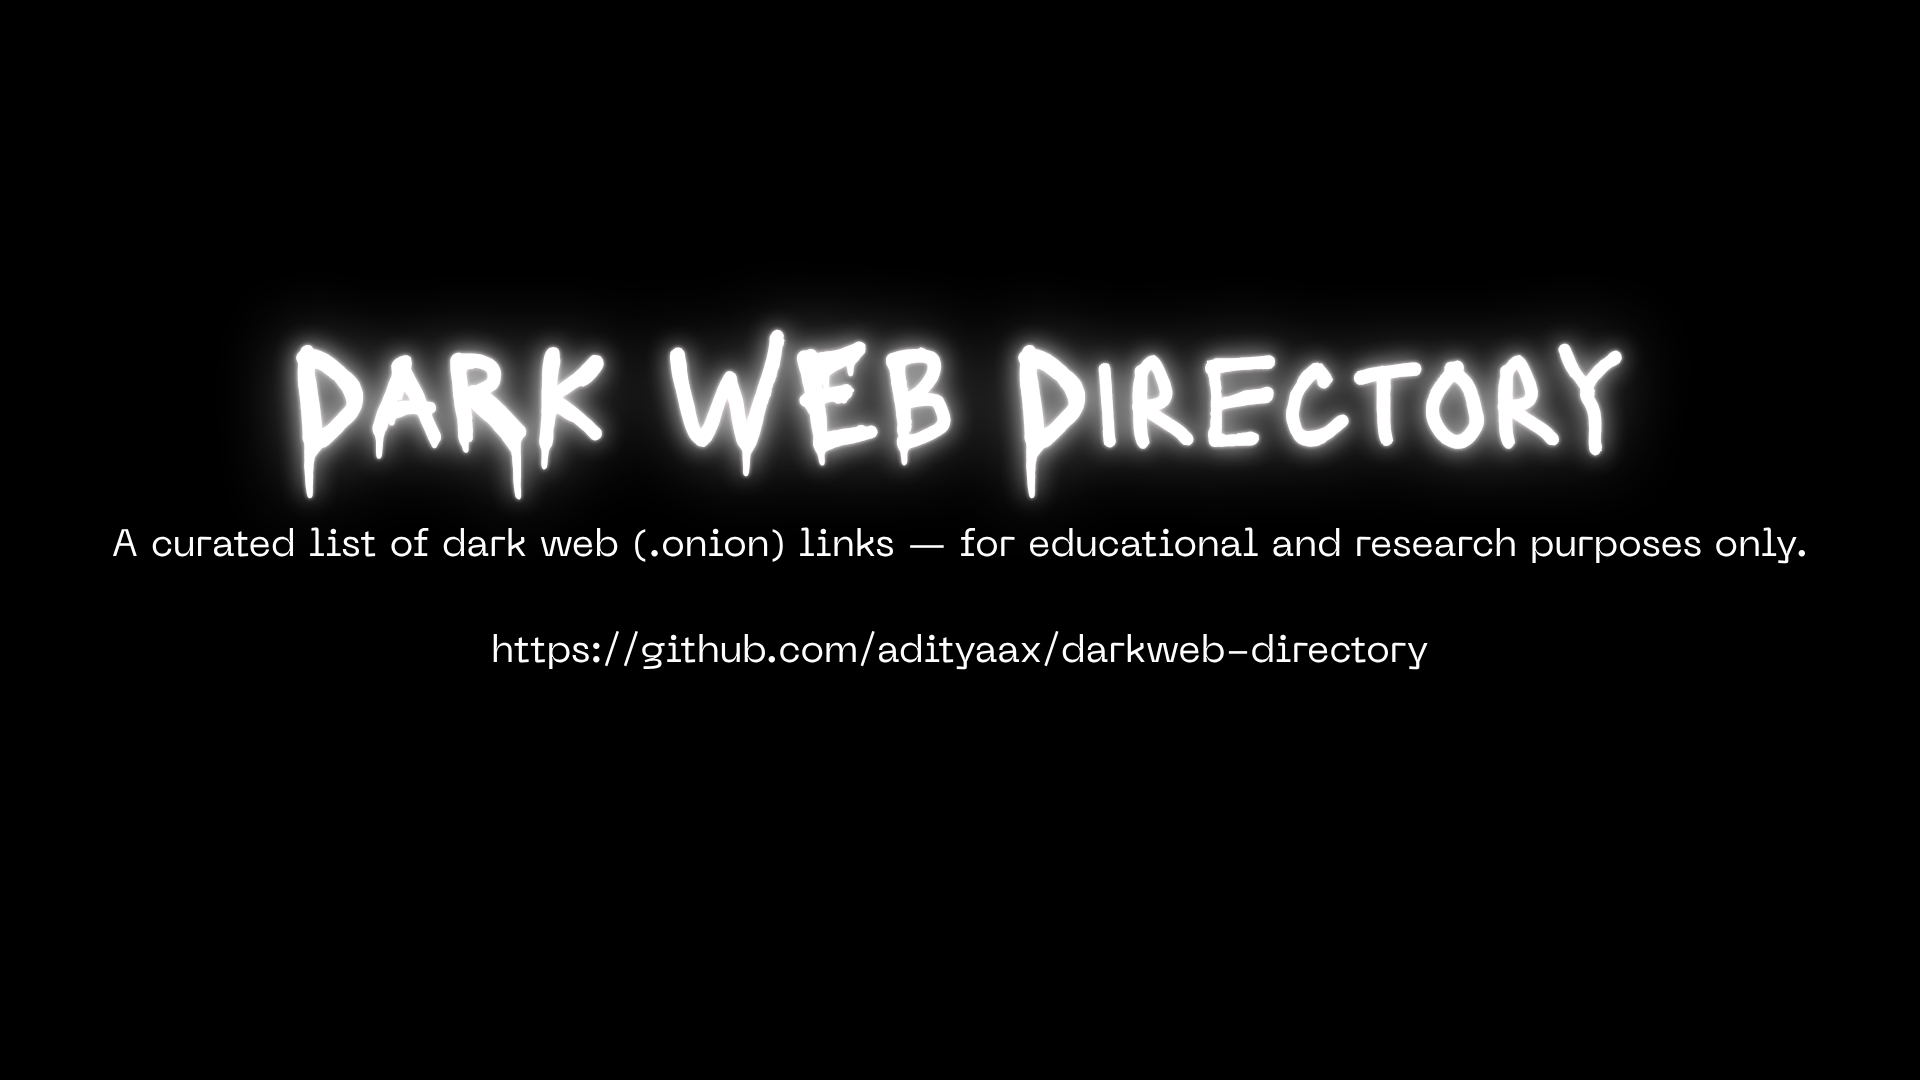 DARK WEB DIRECTORY
A curated list of dark web (.onion) links — for educational and research purposes only.
https://github.com/adityaax/darkweb-directory